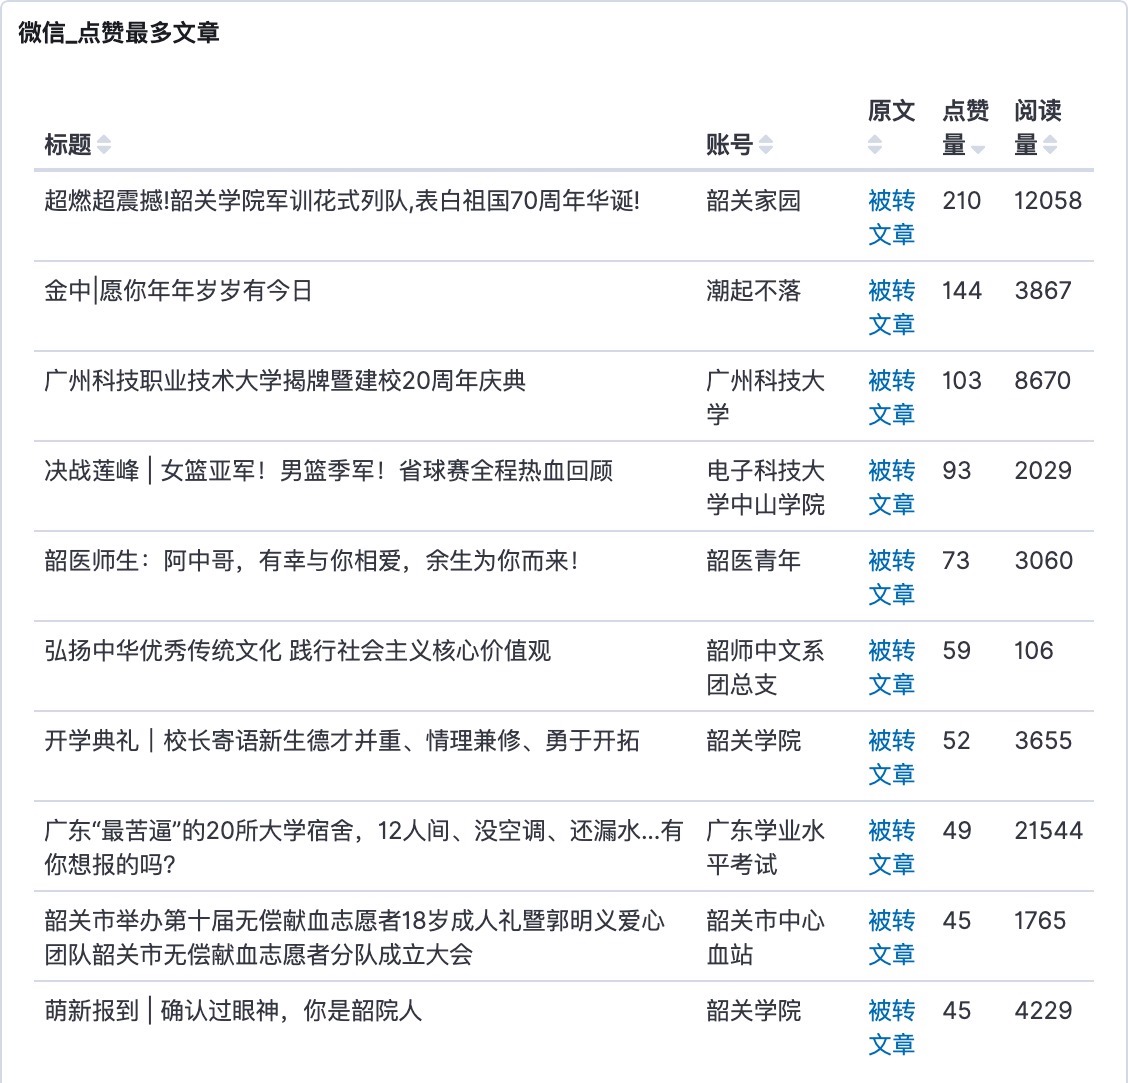 微信_点赞最多文章
原文 点赞 阅读
标题 账号 量 量
超燃超震撼!韶关学院军训花式列队,表白祖国70周年华诞! 韶关家园 被转 210 12058
文章
金中|愿你年年岁岁有今日 潮起不落 被转 144 3867
文章
广州科技职业技术大学揭牌暨建校20周年庆典 广州科技大 被转 103 8670
学 文章
决战莲峰 | 女篮亚军！男篮季军！省球赛全程热血回顾 电子科技大 被转 93 2029
学中山学院 文章
韶医师生：阿中哥，有幸与你相爱，余生为你而来！ 韶医青年 被转 73 3060
文章
弘扬中华优秀传统文化 践行社会主义核心价值观 韶师中文系 被转 59 106
团总支 文章
开学典礼｜校长寄语新生德才并重、情理兼修、勇于开拓 韶关学院 被转 52 3655
文章
广东“最苦逼”的20所大学宿舍，12人间、没空调、还漏水...有 广东学业水 被转 49 21544
你想报的吗? 平考试 文章
韶关市举办第十届无偿献血志愿者18岁成人礼暨郭明义爱心 韶关市中心 被转 45 1765
团队韶关市无偿献血志愿者分队成立大会 血站 文章
萌新报到 | 确认过眼神，你是韶院人 韶关学院 被转 45 4229
文章